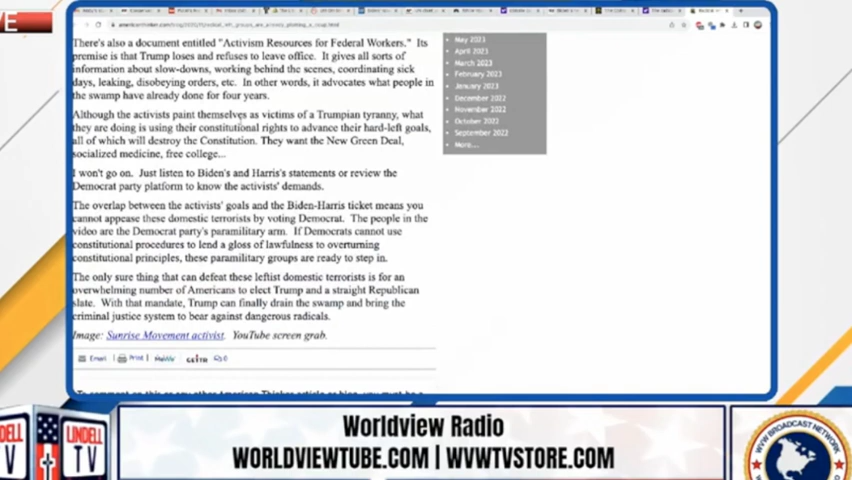 There's also a document entitled "Activism Resources for Federal Workers." Its
premise is that Trump loses and refuses to leave office. It gives all sorts of
information about slow-downs, working behind the scenes, coordinating sick
days, leaking, disobeying orders, etc. In other words, it advocates what people in
the swamp have already done for four years.
Although the activists paint themselves as victims of a Trumpian tyranny, what
they are doing is using their constitutional rights to advance their hard-left goals,
all of which will destroy the Constitution. They want the New Green Deal,
socialized medicine, free college...
I won't go on. Just listen to Biden's and Harris's statements or review the
Democrat party platform to know the activists' demands.
The overlap between the activists' goals and the Biden-Harris ticket means you
cannot appease these domestic terrorists by voting Democrat. The people in the
video are the Democrat party's paramilitary arm. If Democrats cannot use
constitutional procedures to lend a gloss of lawfulness to overturning
constitutional principles, these paramilitary groups are ready to step in.
The only sure thing that can defeat these leftist domestic terrorists is for an
overwhelming number of Americans to elect Trump and a straight Republican
slate. With that mandate, Trump can finally drain the swamp and bring the
criminal justice system to bear against dangerous radicals.
Image: Sunrise Movement activist. YouTube screen grab.
Email | Print | MeWe GETTR 0
May 2023
April 2023
March 2023
February 2023
January 2023
December 2022
November 2022
October 2022
September 2022
More...
E
NDELL
V
LINDELL
TV
Worldview Radio
WORLDVIEWTUBE.COM | WVWTVSTORE.COM
WVW BROADCAST NETWORK